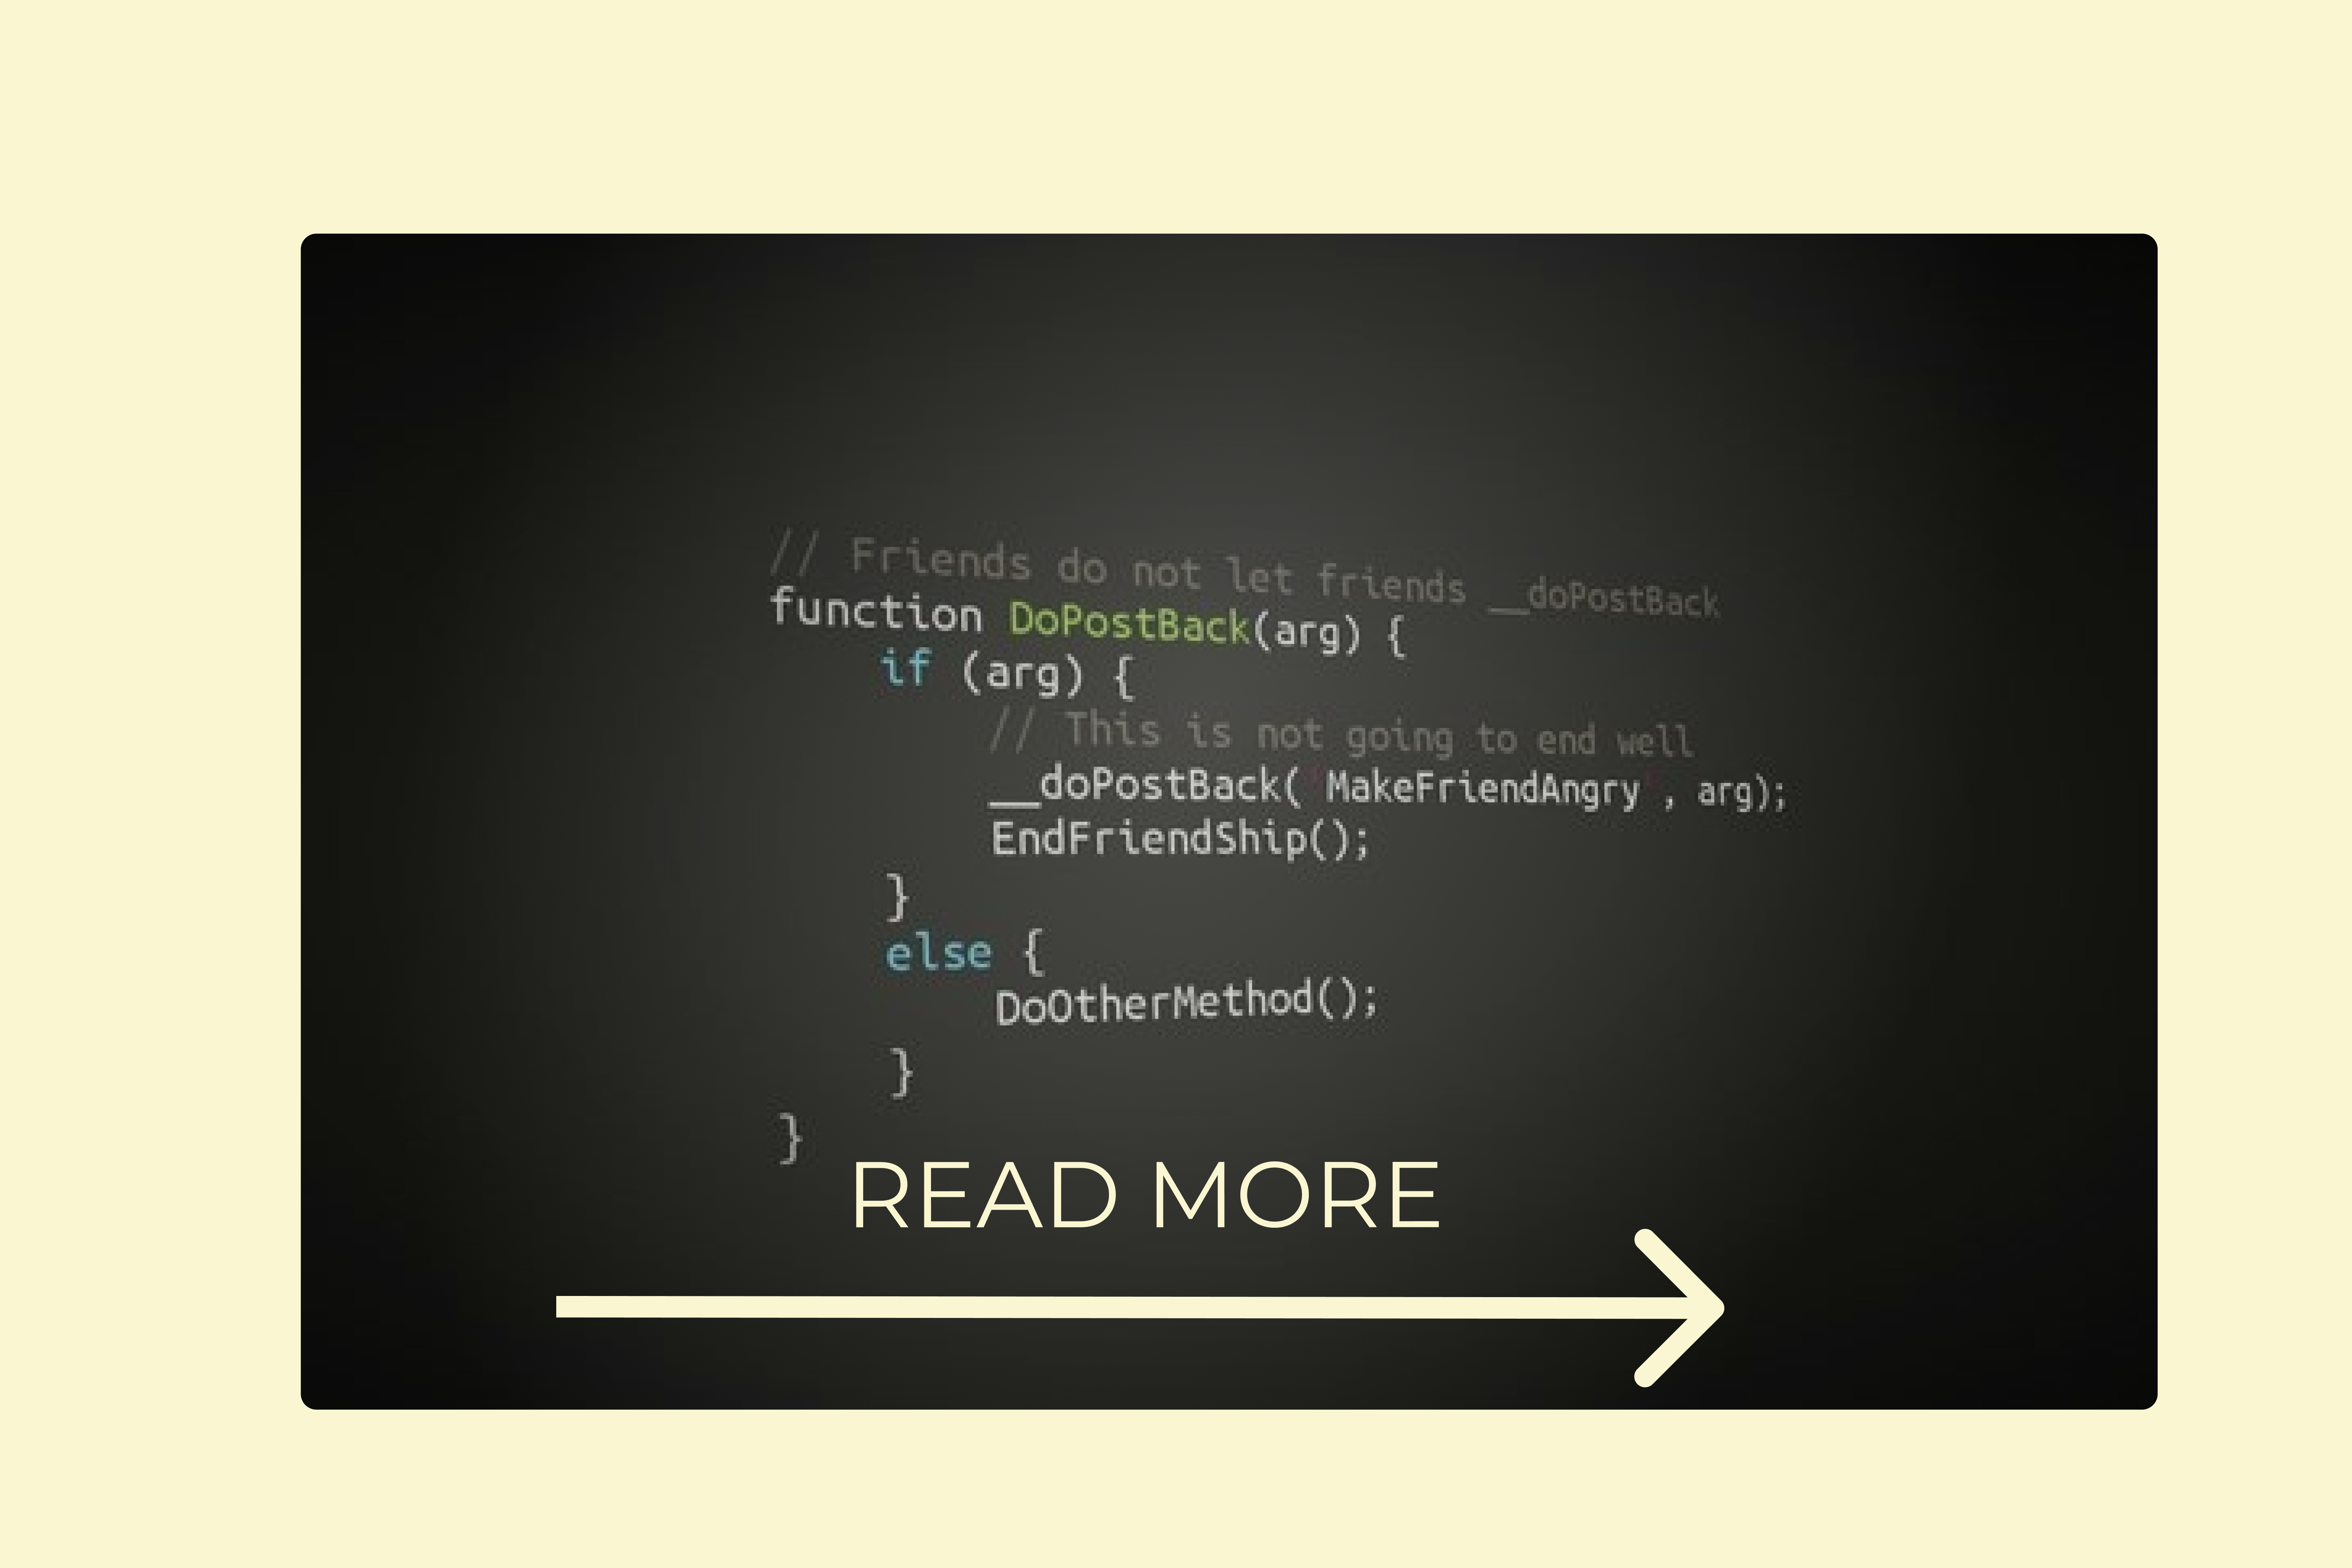 // Friends do not let friends __doPostBack
function DoPostBack(arg) {
if (arg) {
// This is not going to end well
__doPostBack('MakeFriendAngry', arg);
EndFriendShip();
}
else {
DoOtherMethod();
}
}
READ MORE